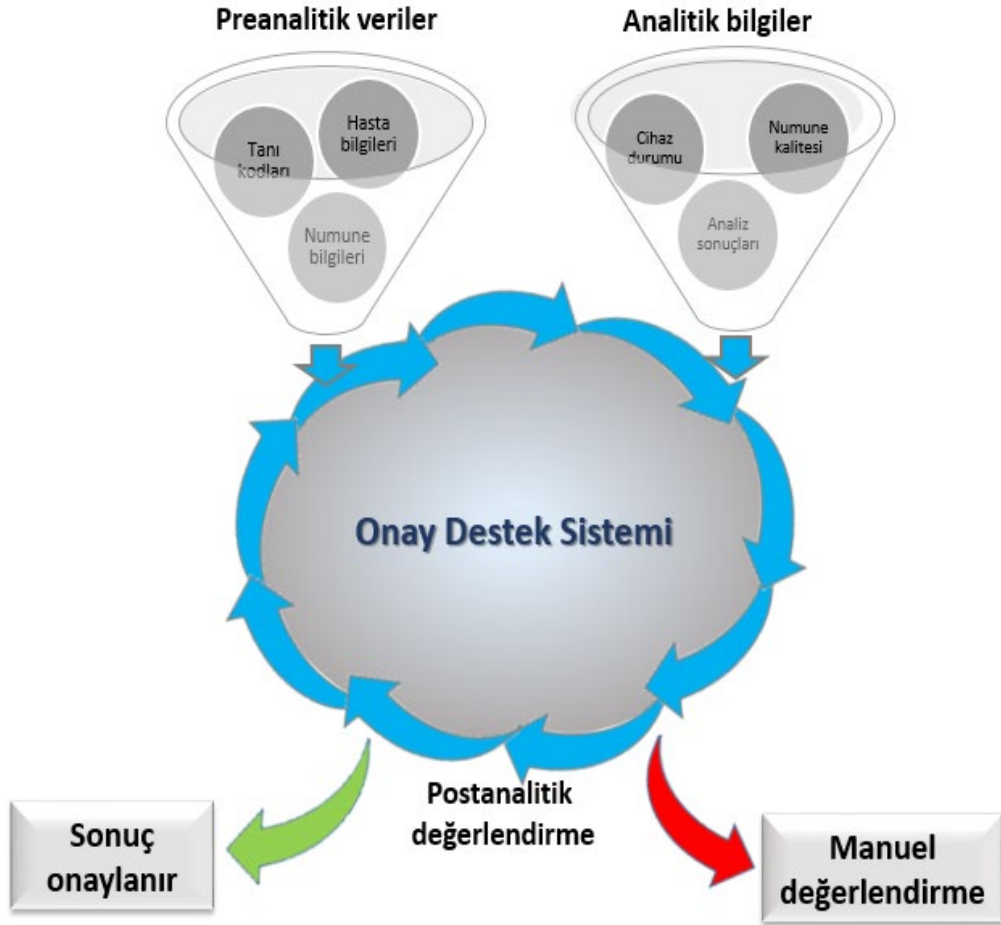 Preanalitik veriler
Analitik bilgiler
Tanı
kodları
Hasta
bilgileri
Numune
bilgileri
Cihaz
durumu
Numune
kalitesi
Analiz
sonuçları
Onay Destek Sistemi
Postanalitik
değerlendirme
Sonuç
onaylanır
Manuel
değerlendirme